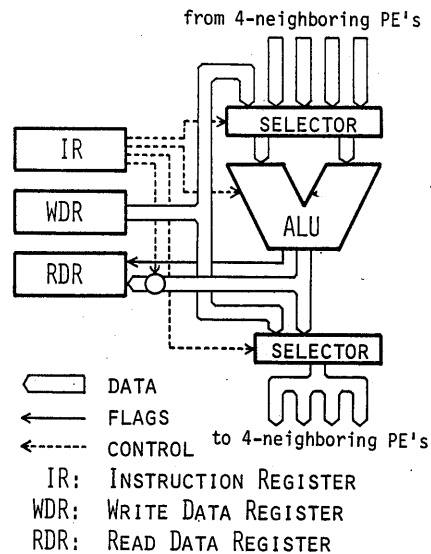 from 4-neighboring PE's
SELECTOR
IR
WDR
ALU
RDR
SELECTOR
DATA
FLAGS
CONTROL
to 4-neighboring PE's
IR: INSTRUCTION REGISTER
WDR: WRITE DATA REGISTER
RDR: READ DATA REGISTER